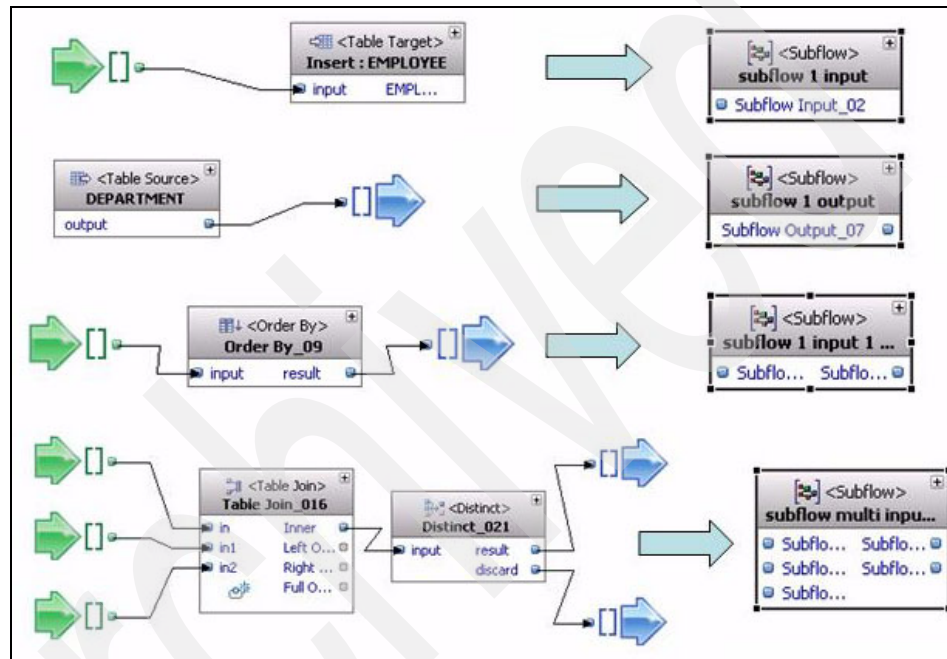 <Table Target>
Insert : EMPLOYEE
input EMPL...
<Subflow>
subflow 1 input
Subflow Input_02
<Table Source>
DEPARTMENT
output
<Subflow>
subflow 1 output
Subflow Output_07
<Order By>
Order By_09
input result
<Subflow>
subflow 1 input 1 ...
Subflo... Subflo...
<Table Join>
Table Join_016
in Inner
in1 Left O...
in2 Right ...
Full O...
<Distinct>
Distinct_021
input result
discard
<Subflow>
subflow multi inpu...
Subflo... Subflo...
Subflo... Subflo...
Subflo...